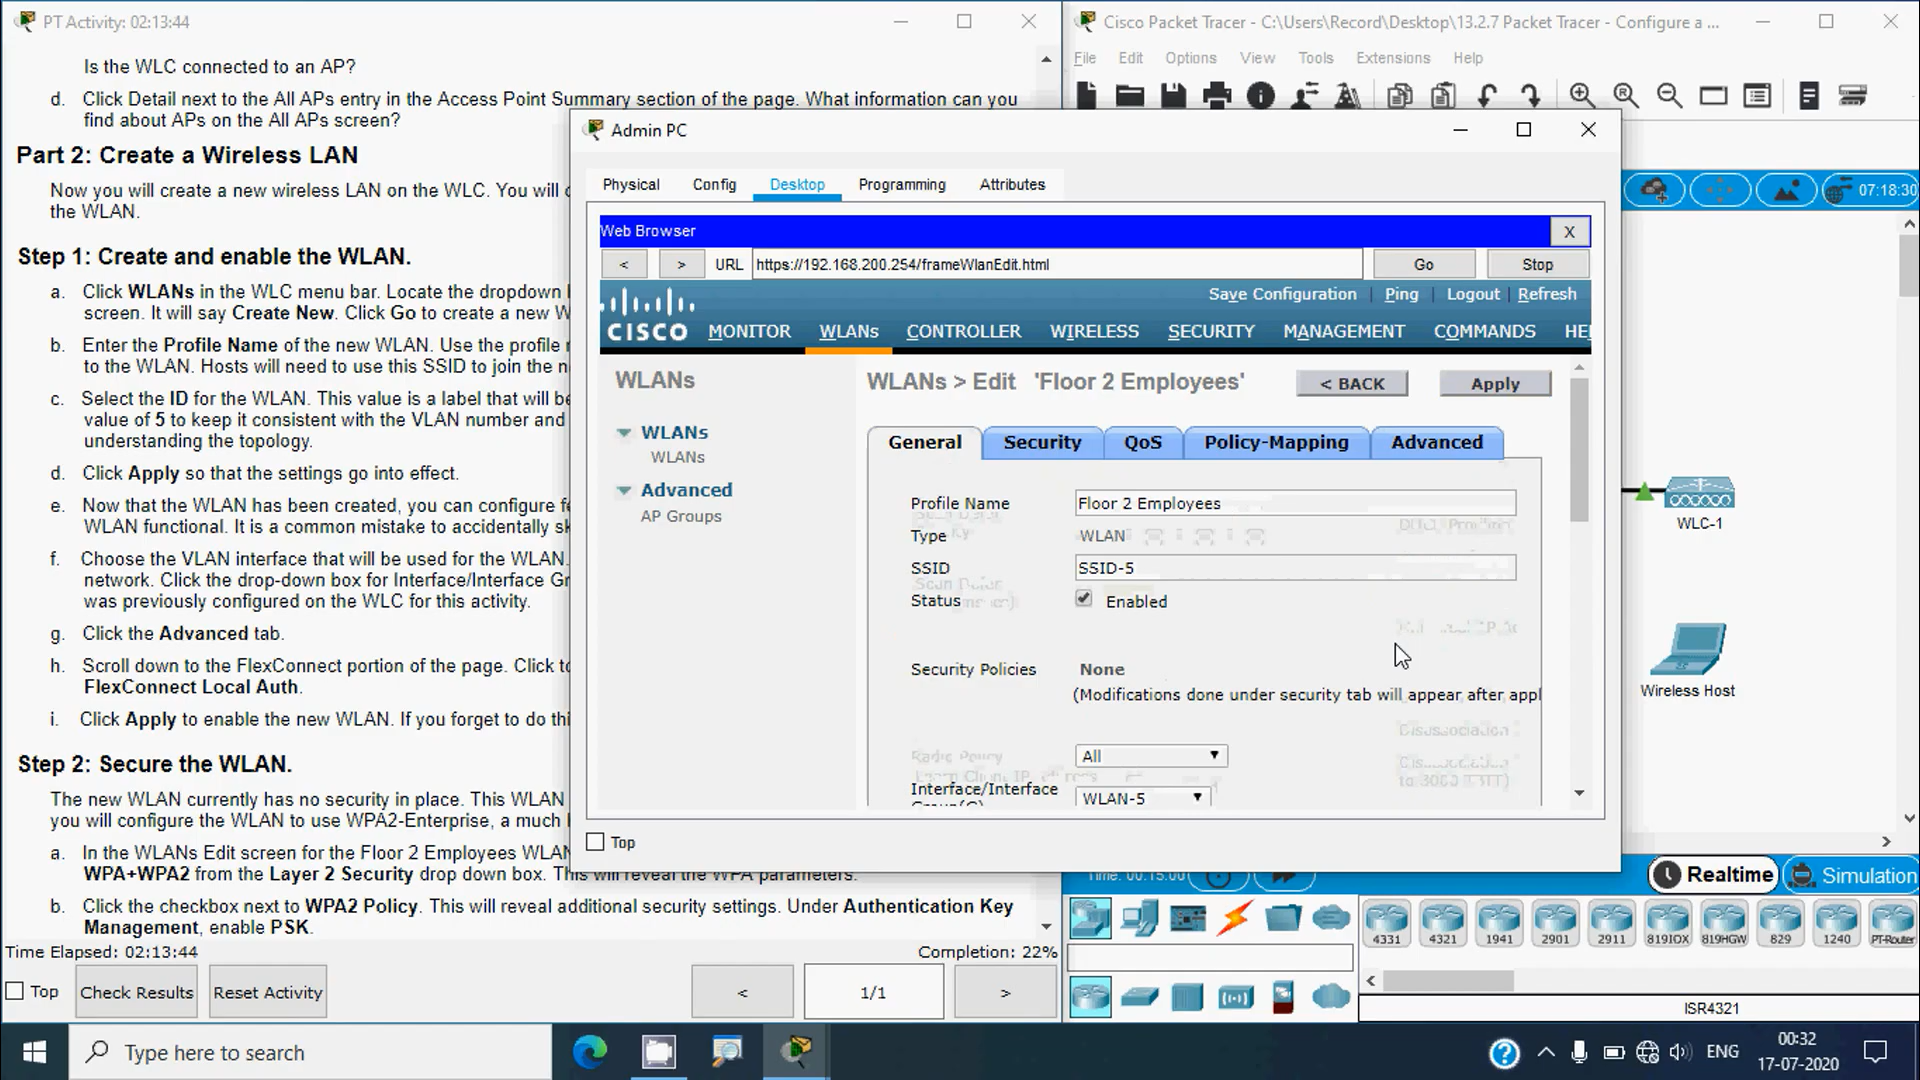 PT Activity: 02:13:44
Is the WLC connected to an AP?
d. Click Detail next to the All APs entry in the Access Point Summary section of the page. What information can you
find about APs on the All APs screen?
Part 2: Create a Wireless LAN
Now you will create a new wireless LAN on the WLC. You will
the WLAN.
Step 1: Create and enable the WLAN.
a. Click WLANs in the WLC menu bar. Locate the dropdown
screen. It will say Create New. Click Go to create a new
b. Enter the Profile Name of the new WLAN. Use the profile
to the WLAN. Hosts will need to use this SSID to join the
c. Select the ID for the WLAN. This value is a label that will
value of 5 to keep it consistent with the VLAN number and
understanding the topology.
d. Click Apply so that the settings go into effect.
e. Now that the WLAN has been created, you can configure
WLAN functional. It is a common mistake to accidentally
f. Choose the VLAN interface that will be used for the WLAN.
network. Click the drop-down box for Interface/Interface
was previously configured on the WLC for this activity.
g. Click the Advanced tab.
h. Scroll down to the FlexConnect portion of the page. Click
FlexConnect Local Auth.
i. Click Apply to enable the new WLAN. If you forget to do
Step 2: Secure the WLAN.
The new WLAN currently has no security in place. This WLAN
you will configure the WLAN to use WPA2-Enterprise, a much
a. In the WLANs Edit screen for the Floor 2 Employees
WPA+WPA2 from the Layer 2 Security drop down box. This will reveal the WPA parameters.
b. Click the checkbox next to WPA2 Policy. This will reveal additional security settings. Under Authentication Key
Management, enable PSK.
Time Elapsed: 02:13:44 Completion: 22%
Top Check Results Reset Activity < 1/1 >
Cisco Packet Tracer - C:\Users\Record\Desktop\13.2.7 Packet Tracer - Configure a ...
File Edit Options View Tools Extensions Help
07:18:30
Admin PC
Physical Config Desktop Programming Attributes
Web Browser X
< > URL https://192.168.200.254/frameWlanEdit.html Go Stop
Save Configuration Ping Logout Refresh
CISCO MONITOR WLANs CONTROLLER WIRELESS SECURITY MANAGEMENT COMMANDS
WLANs
WLANs
WLANs
Advanced
AP Groups
WLANs > Edit 'Floor 2 Employees' < BACK Apply
General Security QoS Policy-Mapping Advanced
Profile Name Floor 2 Employees
Type WLAN
SSID SSID-5
Status Enabled
Security Policies None
(Modifications done under security tab will appear after
Radio Policy All
Interface/Interface WLAN-5
Top
WLC-1
Wireless Host
Time: 00:15:00
Realtime Simulation
4331 4321 1941 2901 2911 819IOX 819HGW 829 1240 PT-Router
ISR4321
Type here to search
ENG
00:32
17-07-2020